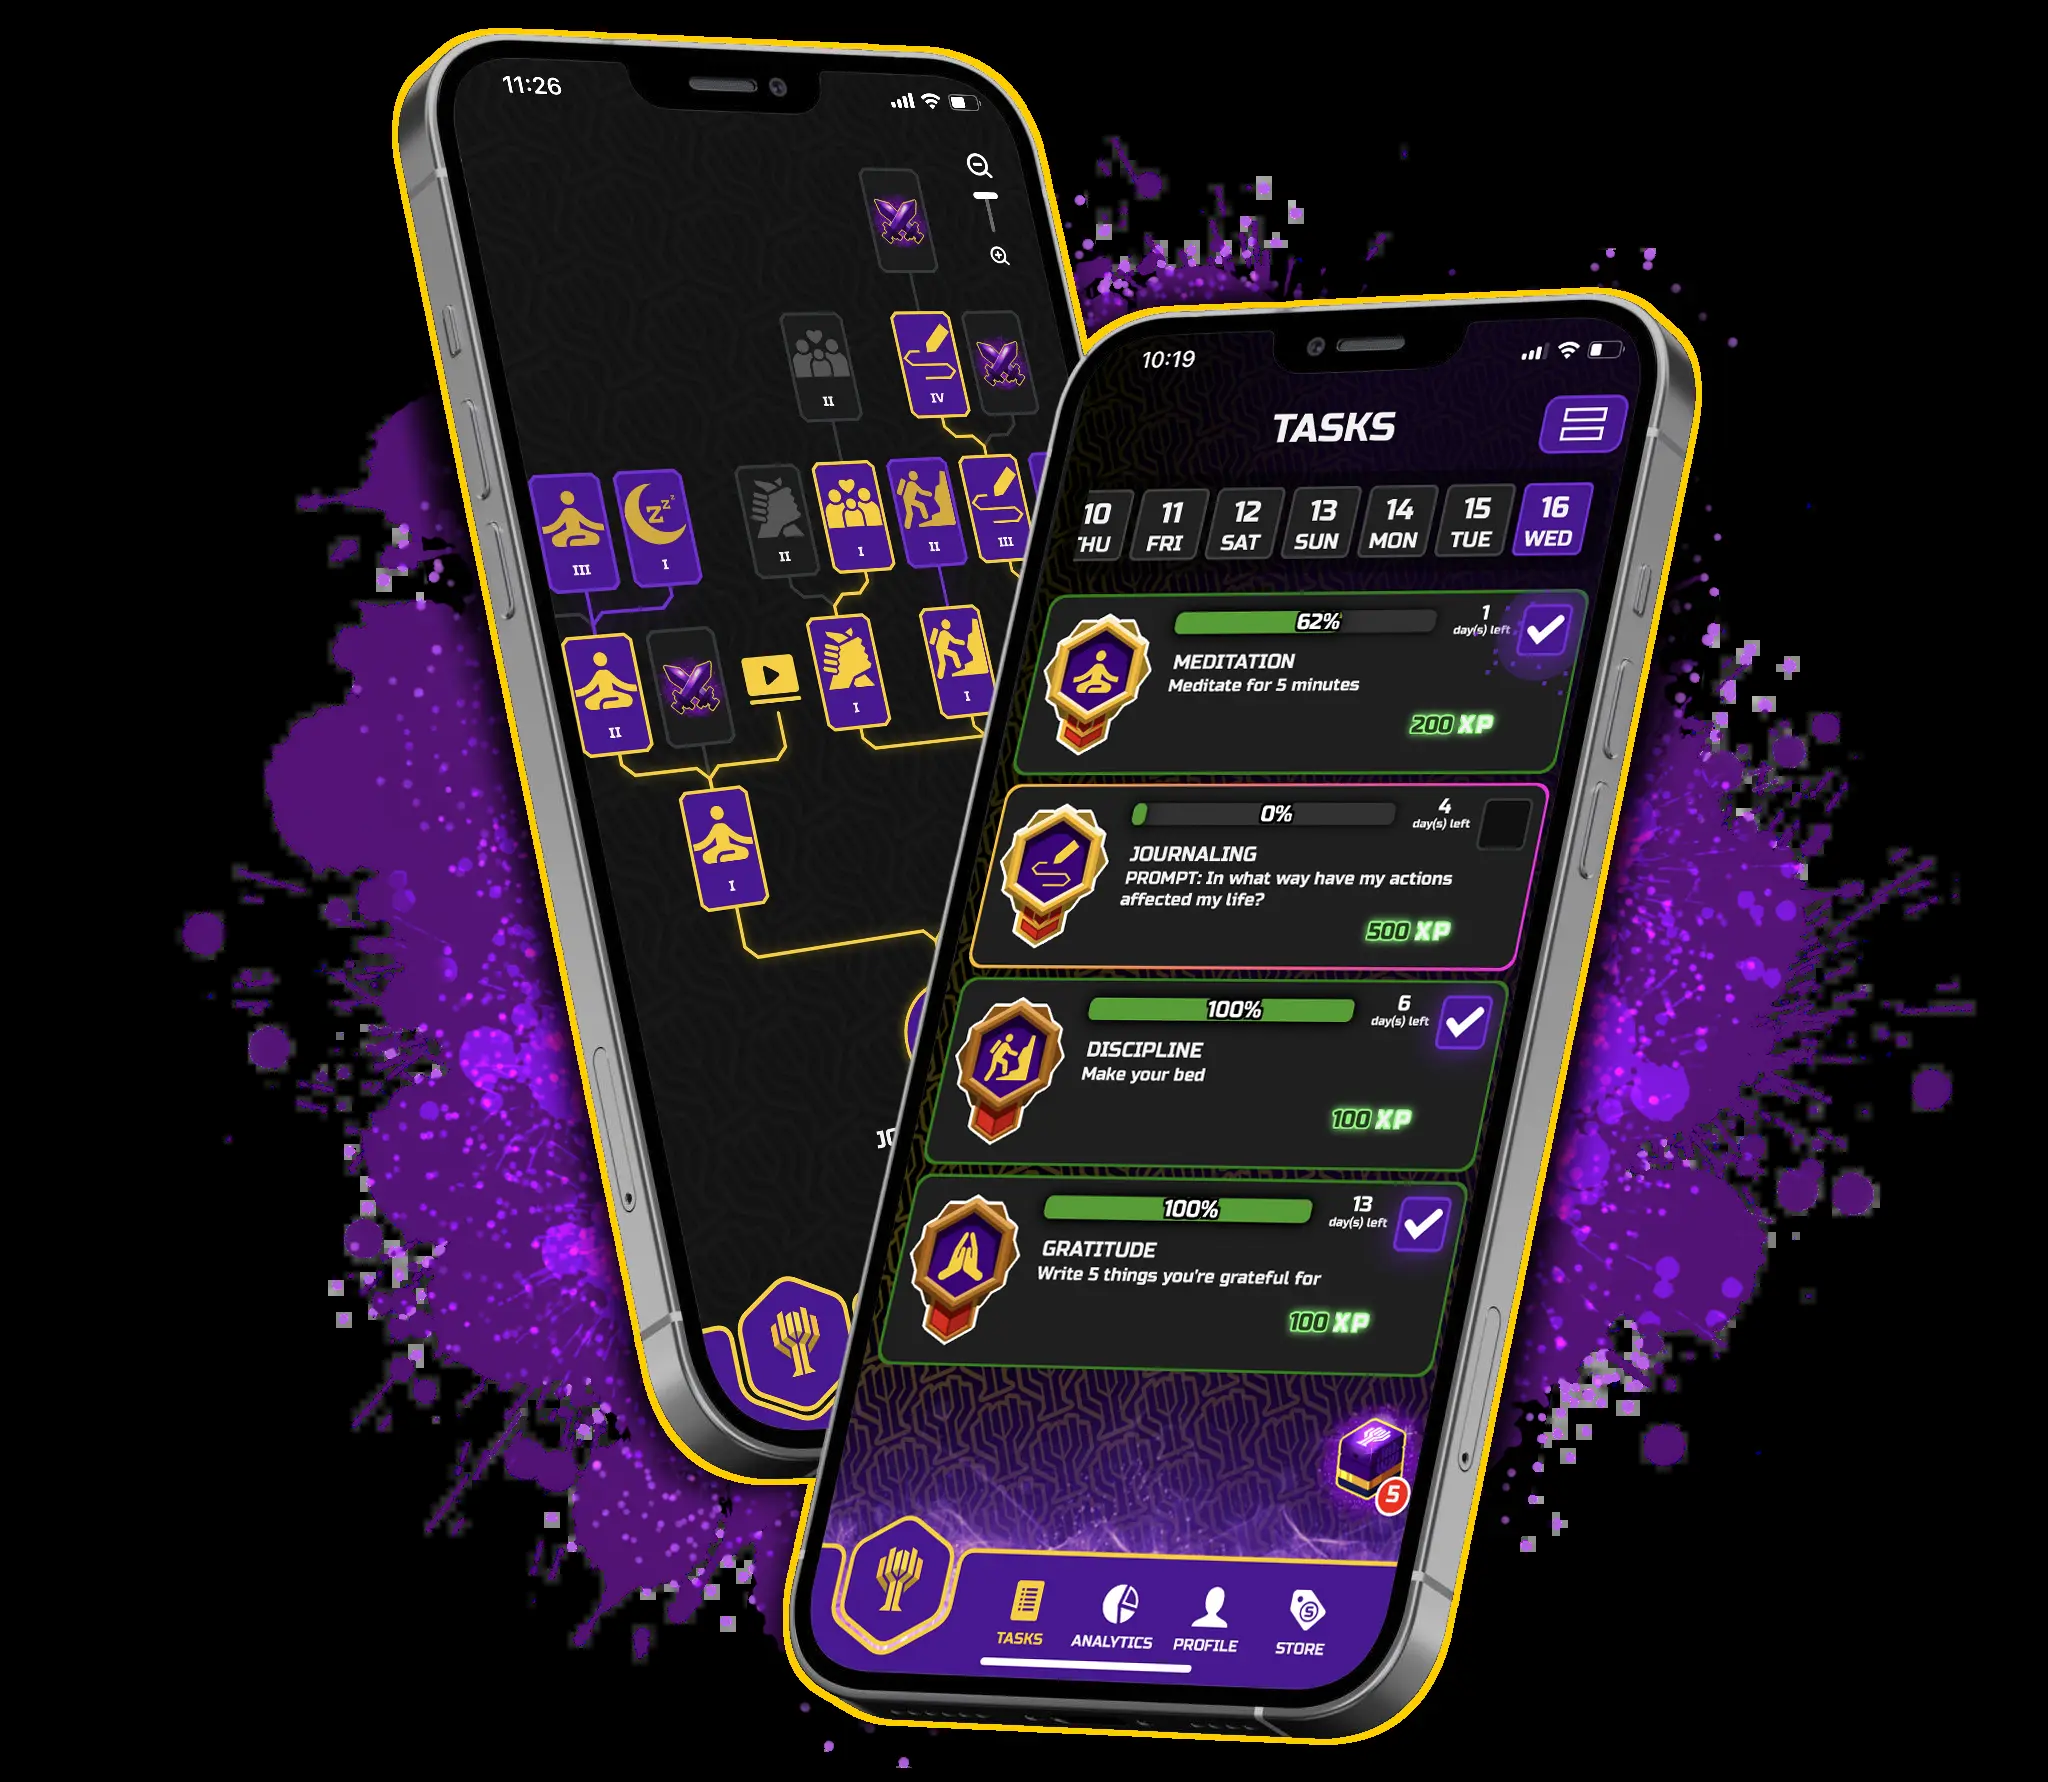 11:26
II
IV
III
I
II
I
II
III
II
I
I
I
JO
10:19
TASKS
10 11 12 13 14 15 16
THU FRI SAT SUN MON TUE WED
62%
1
day(s) left
MEDITATION
Meditate for 5 minutes
200 XP
0%
4
day(s) left
JOURNALING
PROMPT: In what way have my actions
affected my life?
500 XP
100%
6
day(s) left
DISCIPLINE
Make your bed
100 XP
100%
13
day(s) left
GRATITUDE
Write 5 things you're grateful for
100 XP
5
TASKS ANALYTICS PROFILE STORE